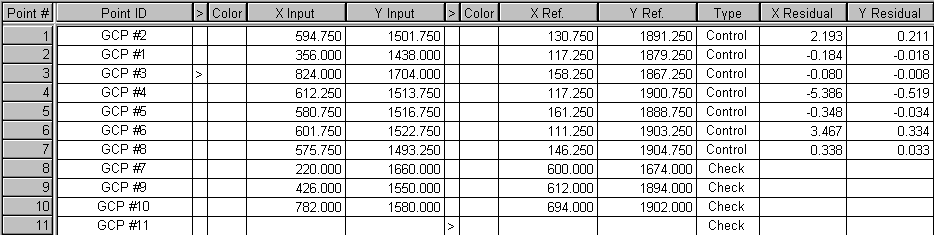 Point # Point ID > Color X Input Y Input > Color X Ref. Y Ref. Type X Residual Y Residual
1 GCP #2 594.750 1501.750 130.750 1891.250 Control 2.193 0.211
2 GCP #1 356.000 1438.000 117.250 1879.250 Control -0.184 -0.018
3 GCP #3 > 824.000 1704.000 158.250 1867.250 Control -0.080 -0.008
4 GCP #4 612.250 1513.750 117.250 1900.750 Control -5.386 -0.519
5 GCP #5 580.750 1516.750 161.250 1888.750 Control -0.348 -0.034
6 GCP #6 601.750 1522.750 111.250 1903.250 Control 3.467 0.334
7 GCP #8 575.750 1493.250 146.250 1904.750 Control 0.338 0.033
8 GCP #7 220.000 1660.000 600.000 1674.000 Check
9 GCP #9 426.000 1550.000 612.000 1894.000 Check
10 GCP #10 782.000 1580.000 694.000 1902.000 Check
11 GCP #11 > Check